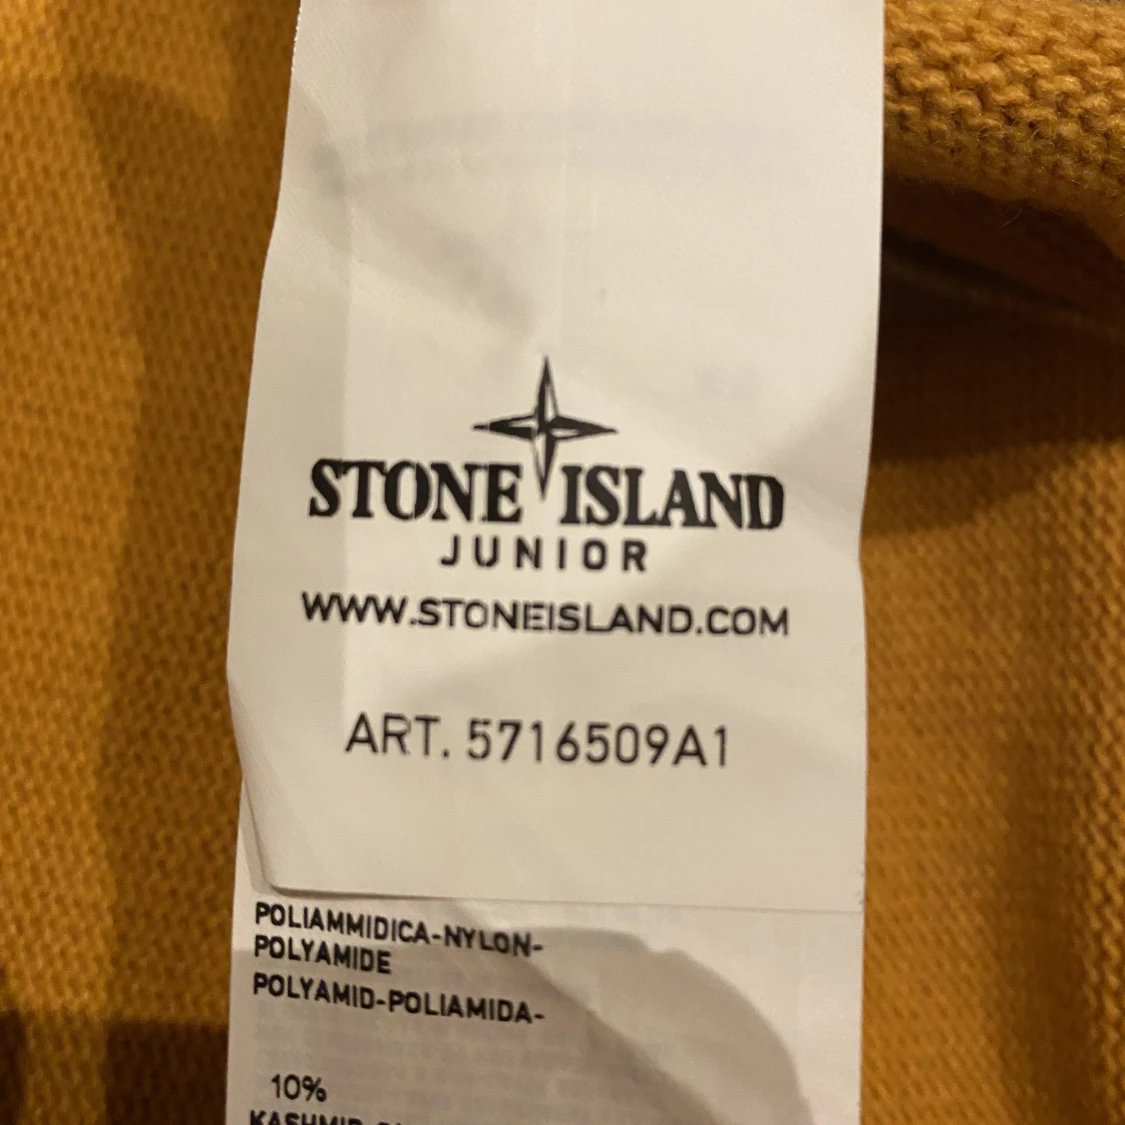 STONE ISLAND
JUNIOR
WWW.STONEISLAND.COM
ART. 5716509A1
POLIAMMIDICA-NYLON-
POLYAMIDE
POLYAMID-POLIAMIDA-
10%